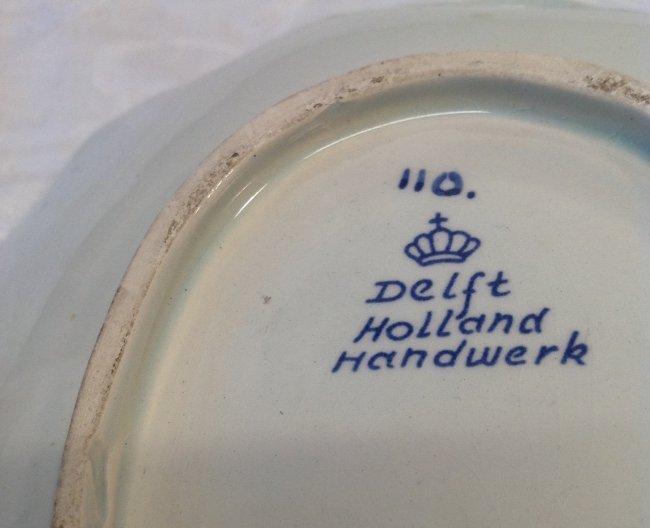 110.
Delft
Holland
Handwerk